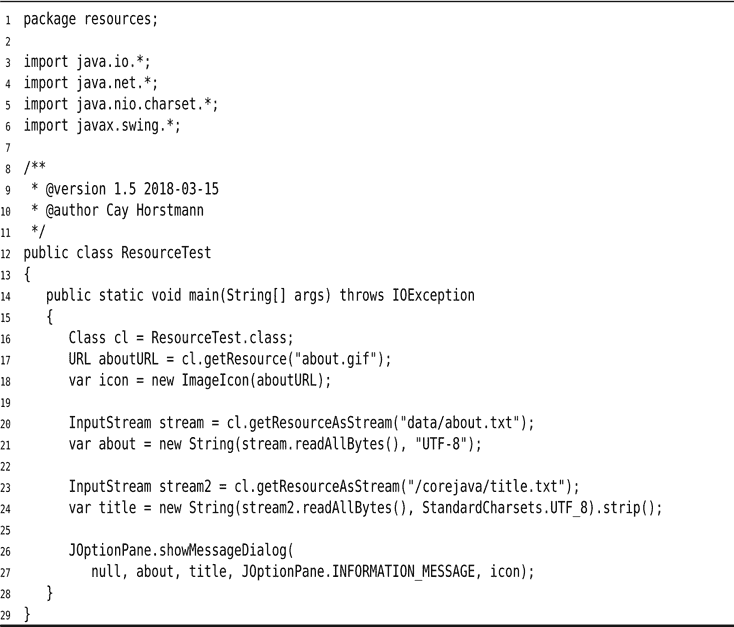 1 package resources;
2
3 import java.io.*;
4 import java.net.*;
5 import java.nio.charset.*;
6 import javax.swing.*;
7
8 /**
9  * @version 1.5 2018-03-15
10  * @author Cay Horstmann
11  */
12 public class ResourceTest
13 {
14    public static void main(String[] args) throws IOException
15    {
16       Class cl = ResourceTest.class;
17       URL aboutURL = cl.getResource("about.gif");
18       var icon = new ImageIcon(aboutURL);
19
20       InputStream stream = cl.getResourceAsStream("data/about.txt");
21       var about = new String(stream.readAllBytes(), "UTF-8");
22
23       InputStream stream2 = cl.getResourceAsStream("/corejava/title.txt");
24       var title = new String(stream2.readAllBytes(), StandardCharsets.UTF_8).strip();
25
26       JOptionPane.showMessageDialog(
27          null, about, title, JOptionPane.INFORMATION_MESSAGE, icon);
28    }
29 }